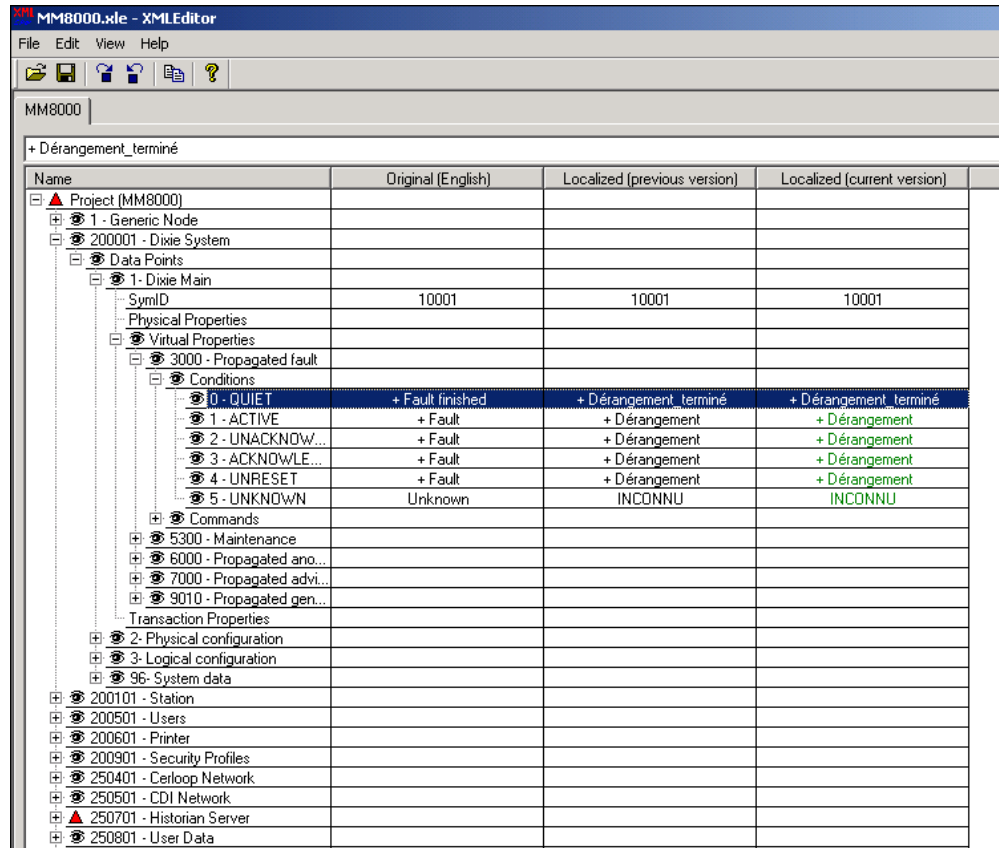 XML MM8000.xle - XMLEditor
File Edit View Help
MM8000
+ Dérangement_terminé
Name Original (English) Localized (previous version) Localized (current version)
Project (MM8000)
1 - Generic Node
200001 - Dixie System
Data Points
1- Dixie Main
SymID 10001 10001 10001
Physical Properties
Virtual Properties
3000 - Propagated fault
Conditions
0 - QUIET + Fault finished + Dérangement_terminé + Dérangement_terminé
1 - ACTIVE + Fault + Dérangement + Dérangement
2 - UNACKNOW... + Fault + Dérangement + Dérangement
3 - ACKNOWLE... + Fault + Dérangement + Dérangement
4 - UNRESET + Fault + Dérangement + Dérangement
5 - UNKNOWN Unknown INCONNU INCONNU
Commands
5300 - Maintenance
6000 - Propagated ano...
7000 - Propagated advi...
9010 - Propagated gen...
Transaction Properties
2- Physical configuration
3- Logical configuration
96- System data
200101 - Station
200501 - Users
200601 - Printer
200901 - Security Profiles
250401 - Cerloop Network
250501 - CDI Network
250701 - Historian Server
250801 - User Data